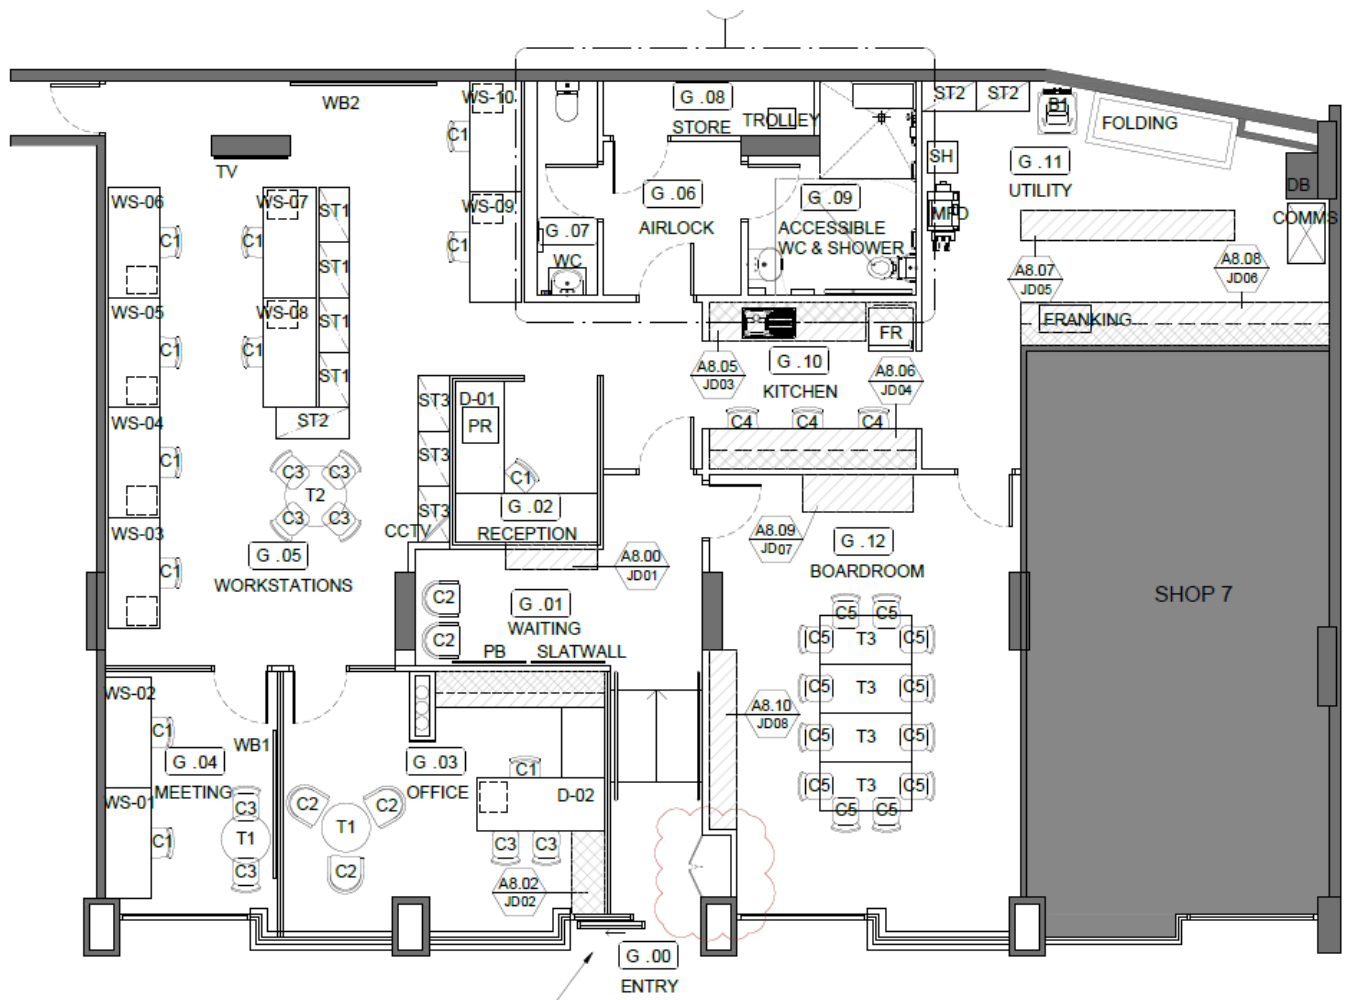 WS-10
WB2
C1
TV
G .08
STORE
TROLLEY
ST2
ST2
B1
FOLDING
SH
G .11
UTILITY
DB
COMMS
MFD
WS-06
C1
WS-07
C1
ST1
WS-09
C1
G .06
AIRLOCK
G .07
WC
G .09
ACCESSIBLE
WC & SHOWER
ST1
A8.07
JD05
A8.08
JD06
FRANKING
WS-05
C1
WS-08
C1
ST1
ST1
FR
A8.05
JD03
G .10
KITCHEN
A8.06
JD04
C4
C4
C4
ST2
ST3
ST3
ST3
D-01
PR
C1
G .02
RECEPTION
CCTV
WS-04
C1
C3
C3
T2
C3
C3
WS-03
C1
G .05
WORKSTATIONS
A8.00
JD01
A8.09
JD07
G .12
BOARDROOM
SHOP 7
C2
C2
G .01
WAITING
PB
SLATWALL
C5
C5
C5
T3
C5
C5
T3
C5
C5
T3
C5
C5
T3
C5
C5
C5
A8.10
JD08
WS-02
C1
WB1
G .04
MEETING
WS-01
C1
C3
T1
C3
G .03
OFFICE
C2
C2
T1
C2
C1
D-02
C3
C3
A8.02
JD02
G .00
ENTRY